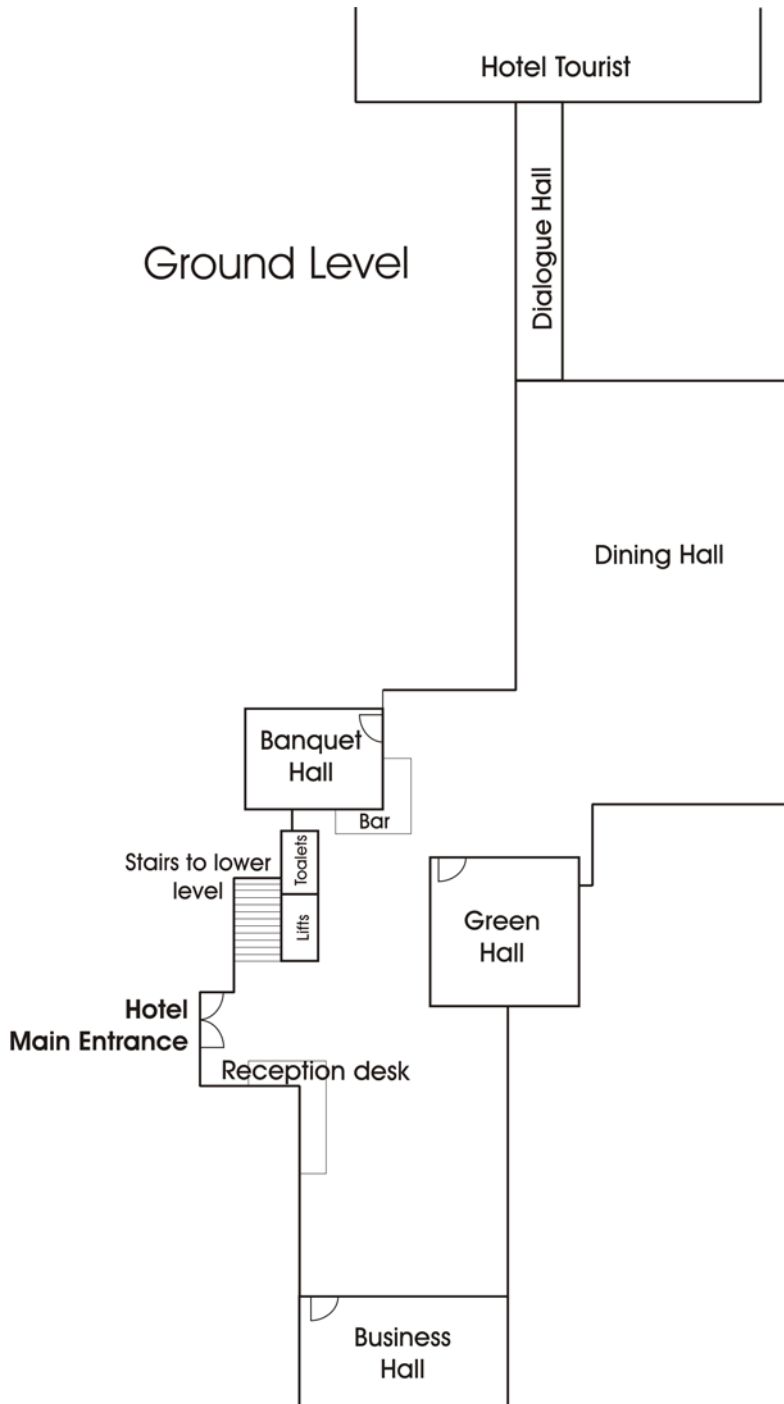 Hotel Tourist
Dialogue Hall
Ground Level
Dining Hall
Banquet
Hall
Bar
Toalets
Stairs to lower
level
Lifts
Green
Hall
Hotel
Main Entrance
Reception desk
Business
Hall